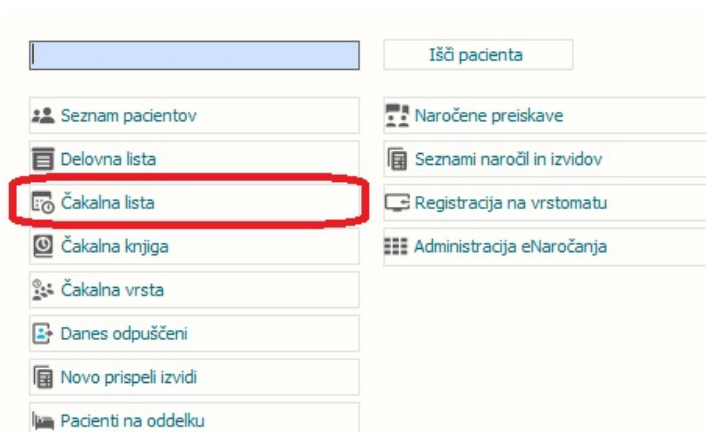 Išči pacienta
Seznam pacientov
Delovna lista
Čakalna lista
Čakalna knjiga
Čakalna vrsta
Danes odpuščeni
Novo prispeli izvidi
Pacienti na oddelku
Naročene preiskave
Seznami naročil in izvidov
Registracija na vrstomatu
Administracija eNaročanja